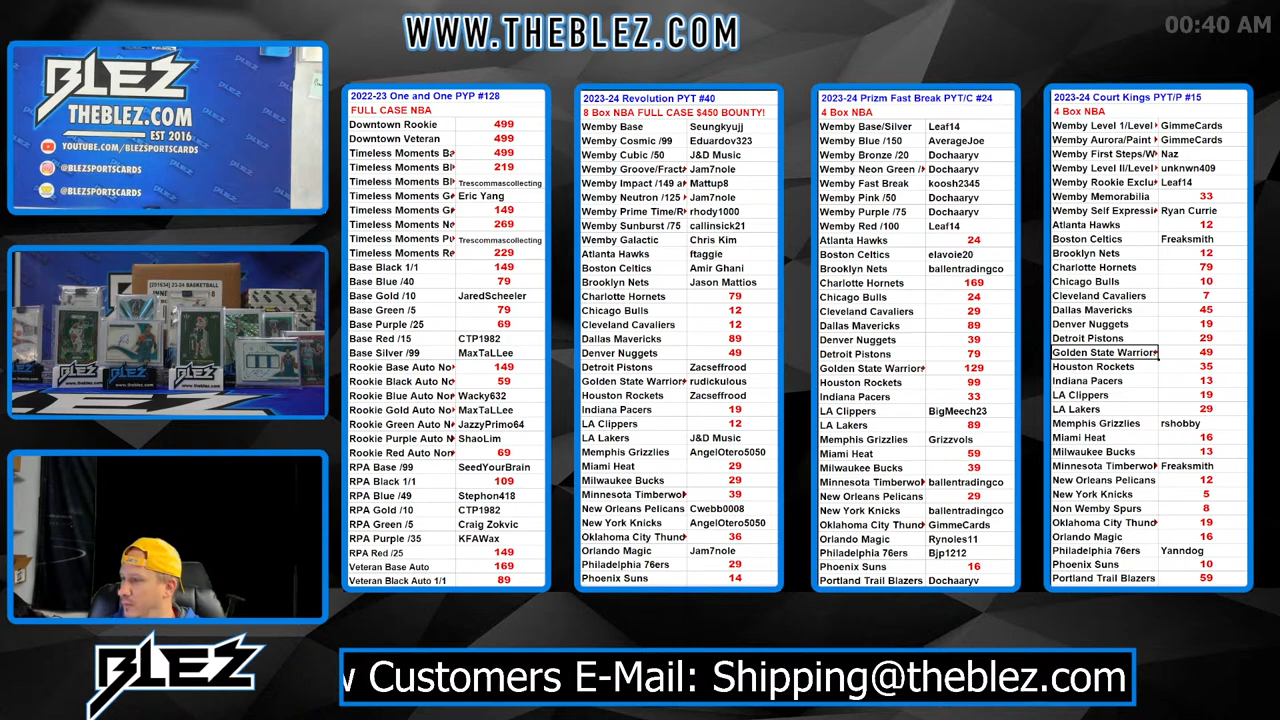 WWW.THEBLEZ.COM
00:40 AM
BLEZ
THEBLEZ.COM
EST 2016
YOUTUBE.COM/BLEZSPORTSCARDS
@BLEZSPORTSCARDS
@BLEZSPORTSCARDS
[201634] 23-24 BASKETBALL
BLEZ
2022-23 One and One PYP #128
FULL CASE NBA
Downtown Rookie 499
Downtown Veteran 499
Timeless Moments Ba 499
Timeless Moments Bl 219
Timeless Moments Bl Trescommascollecting
Timeless Moments G Eric Yang
Timeless Moments G 149
Timeless Moments No 269
Timeless Moments Pu Trescommascollecting
Timeless Moments Re 229
Base Black 1/1 149
Base Blue /40 79
Base Gold /10 JaredScheeler
Base Green /5 79
Base Purple /25 69
Base Red /15 CTP1982
Base Silver /99 MaxTaLLee
Rookie Base Auto No 149
Rookie Black Auto No 59
Rookie Blue Auto Non Wacky632
Rookie Gold Auto Non MaxTaLLee
Rookie Green Auto No JazzyPrimo64
Rookie Purple Auto N ShaoLim
Rookie Red Auto Non 69
RPA Base /99 SeedYourBrain
RPA Black 1/1 109
RPA Blue /49 Stephon418
RPA Gold /10 CTP1982
RPA Green /5 Craig Zokvic
RPA Purple /35 KFAWax
RPA Red /25 149
Veteran Base Auto 169
Veteran Black Auto 1/1 89
2023-24 Revolution PYT #40
8 Box NBA FULL CASE $450 BOUNTY!
Wemby Base Seungkyujj
Wemby Cosmic /99 Eduardov323
Wemby Cubic /50 J&D Music
Wemby Groove/Fract Jam7nole
Wemby Impact /149 a Mattup8
Wemby Neutron /125 Jam7nole
Wemby Prime Time/R rhody1000
Wemby Sunburst /75 callinsick21
Wemby Galactic Chris Kim
Atlanta Hawks ftaggie
Boston Celtics Amir Ghani
Brooklyn Nets Jason Mattios
Charlotte Hornets 79
Chicago Bulls 12
Cleveland Cavaliers 12
Dallas Mavericks 89
Denver Nuggets 49
Detroit Pistons Zacseffrood
Golden State Warrior rudickulous
Houston Rockets Zacseffrood
Indiana Pacers 19
LA Clippers 12
LA Lakers J&D Music
Memphis Grizzlies AngelOtero5050
Miami Heat 29
Milwaukee Bucks 29
Minnesota Timberwol 39
New Orleans Pelicans Cwebb0008
New York Knicks AngelOtero5050
Oklahoma City Thund 36
Orlando Magic Jam7nole
Philadelphia 76ers 29
Phoenix Suns 14
2023-24 Prizm Fast Break PYT/C #24
4 Box NBA
Wemby Base/Silver Leaf14
Wemby Blue /150 AverageJoe
Wemby Bronze /20 Dochaaryv
Wemby Neon Green / Dochaaryv
Wemby Fast Break koosh2345
Wemby Pink /50 Dochaaryv
Wemby Purple /75 Dochaaryv
Wemby Red /100 Leaf14
Atlanta Hawks 24
Boston Celtics elavoie20
Brooklyn Nets ballentradingco
Charlotte Hornets 169
Chicago Bulls 24
Cleveland Cavaliers 29
Dallas Mavericks 89
Denver Nuggets 39
Detroit Pistons 79
Golden State Warrior 129
Houston Rockets 99
Indiana Pacers 33
LA Clippers BigMeech23
LA Lakers 89
Memphis Grizzlies Grizzvols
Miami Heat 59
Milwaukee Bucks 39
Minnesota Timberwo ballentradingco
New Orleans Pelicans 29
New York Knicks ballentradingco
Oklahoma City Thund GimmeCards
Orlando Magic Rynoles11
Philadelphia 76ers Bjp1212
Phoenix Suns 16
Portland Trail Blazers Dochaaryv
2023-24 Court Kings PYT/P #15
4 Box NBA
Wemby Level 1/Level GimmeCards
Wemby Aurora/Paint GimmeCards
Wemby First Steps/W Naz
Wemby Level II/Level unknwn409
Wemby Rookie Exclu Leaf14
Wemby Memorabilia 33
Wemby Self Expressi Ryan Currie
Atlanta Hawks 12
Boston Celtics Freaksmith
Brooklyn Nets 12
Charlotte Hornets 79
Chicago Bulls 10
Cleveland Cavaliers 7
Dallas Mavericks 45
Denver Nuggets 19
Detroit Pistons 29
Golden State Warrior 49
Houston Rockets 35
Indiana Pacers 13
LA Clippers 19
LA Lakers 29
Memphis Grizzlies rshobby
Miami Heat 16
Milwaukee Bucks 13
Minnesota Timberwo Freaksmith
New Orleans Pelicans 12
New York Knicks 5
Non Wemby Spurs 8
Oklahoma City Thund 19
Orlando Magic 16
Philadelphia 76ers Yanndog
Phoenix Suns 10
Portland Trail Blazers 59
w Customers E-Mail: Shipping@theblez.com